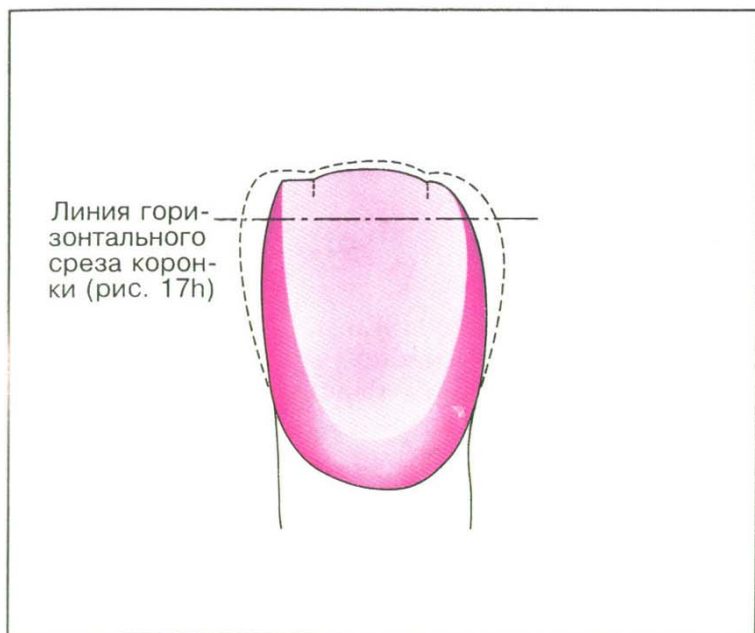 Линия гори-
зонтального
среза корон-
ки (рис. 17h)